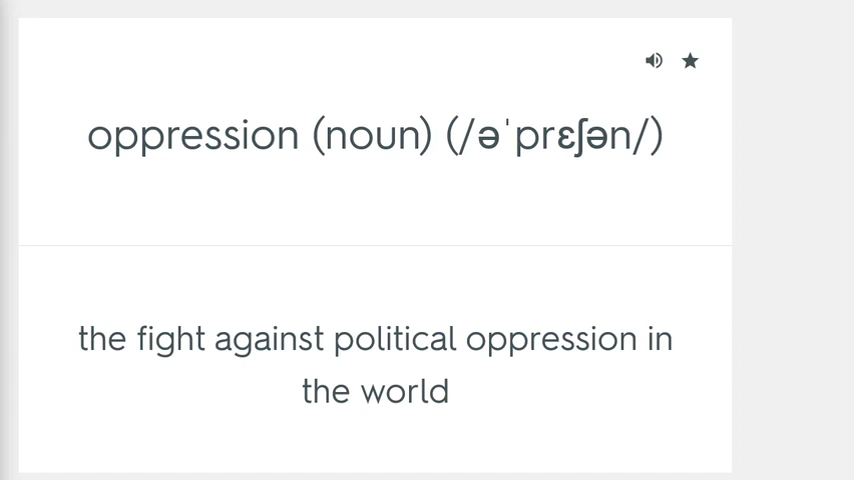 oppression (noun) (/əˈprɛʃən/)
the fight against political oppression in
the world